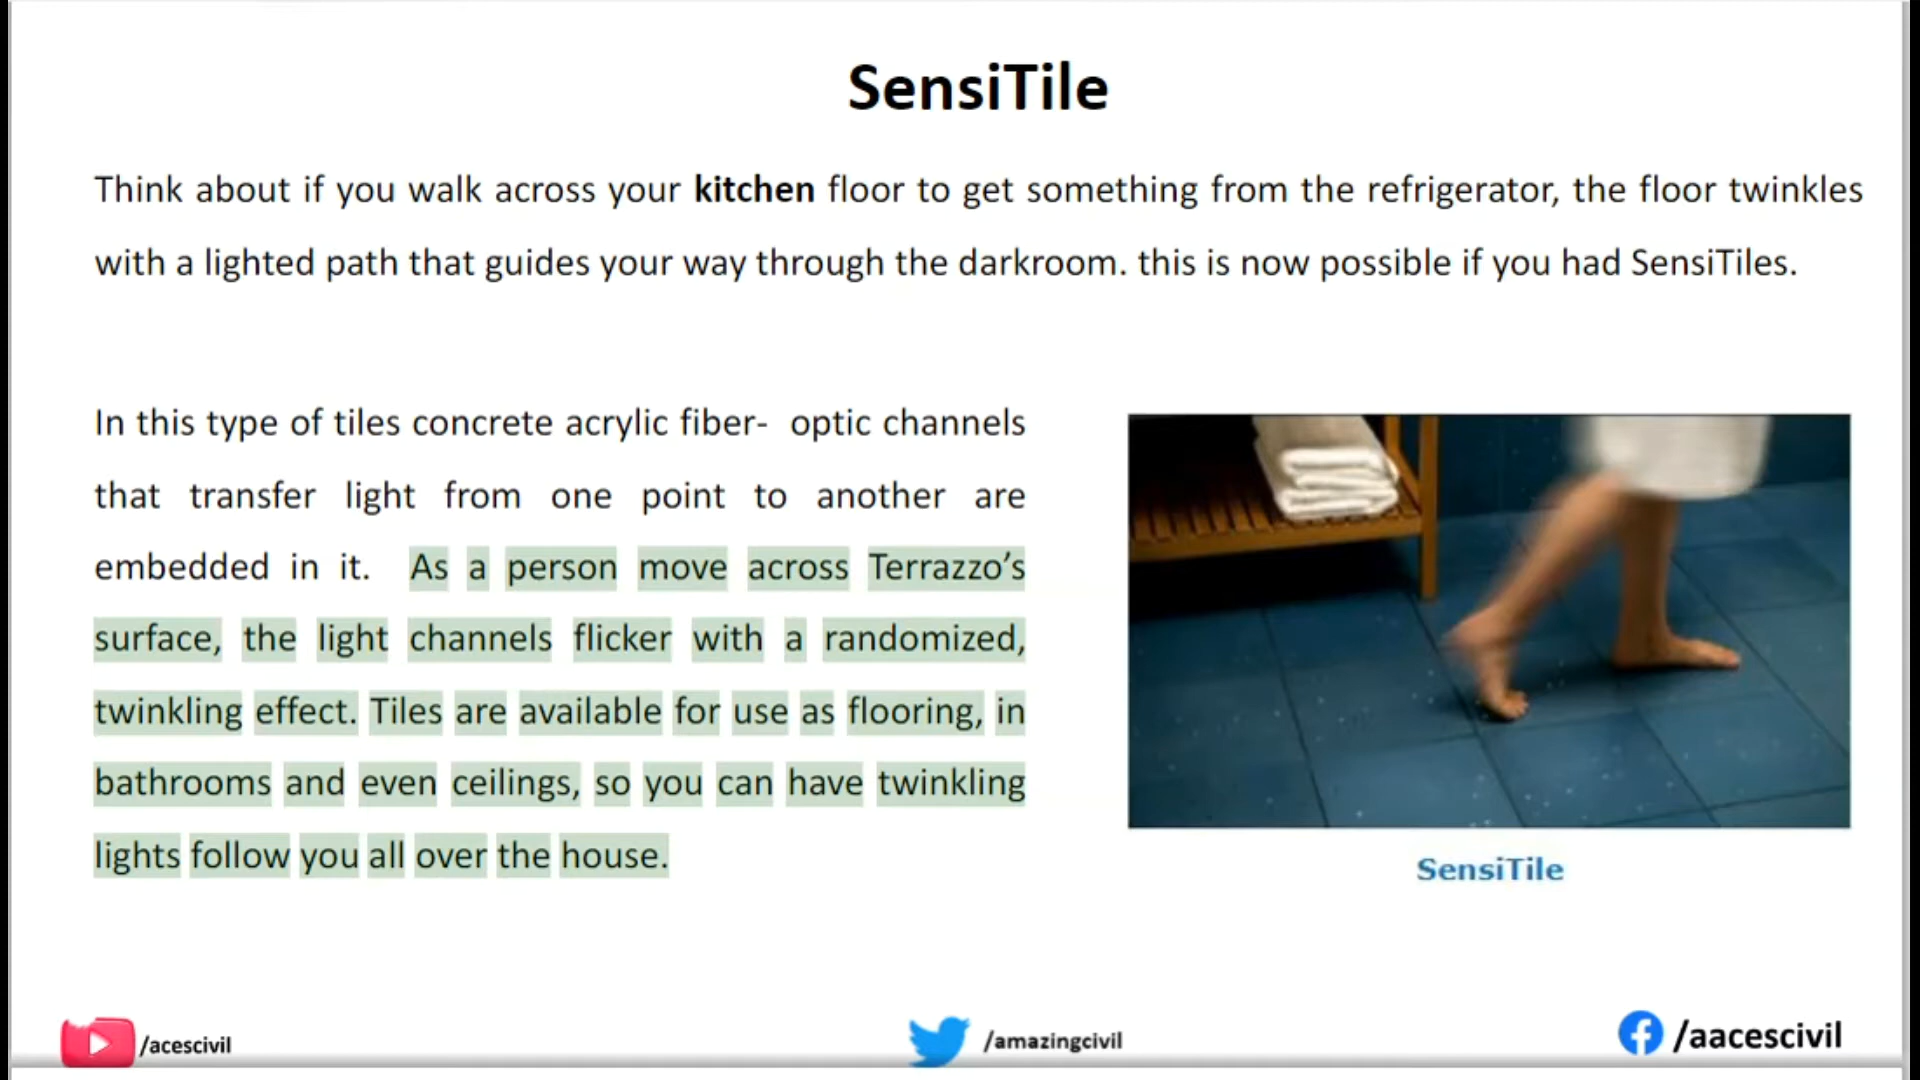 SensiTile
Think about if you walk across your kitchen floor to get something from the refrigerator, the floor twinkles
with a lighted path that guides your way through the darkroom. this is now possible if you had SensiTiles.
In this type of tiles concrete acrylic fiber- optic channels
that transfer light from one point to another are
embedded in it. As a person move across Terrazzo’s
surface, the light channels flicker with a randomized,
twinkling effect. Tiles are available for use as flooring, in
bathrooms and even ceilings, so you can have twinkling
lights follow you all over the house.
SensiTile
/acescivil
/amazingcivil
/aacescivil